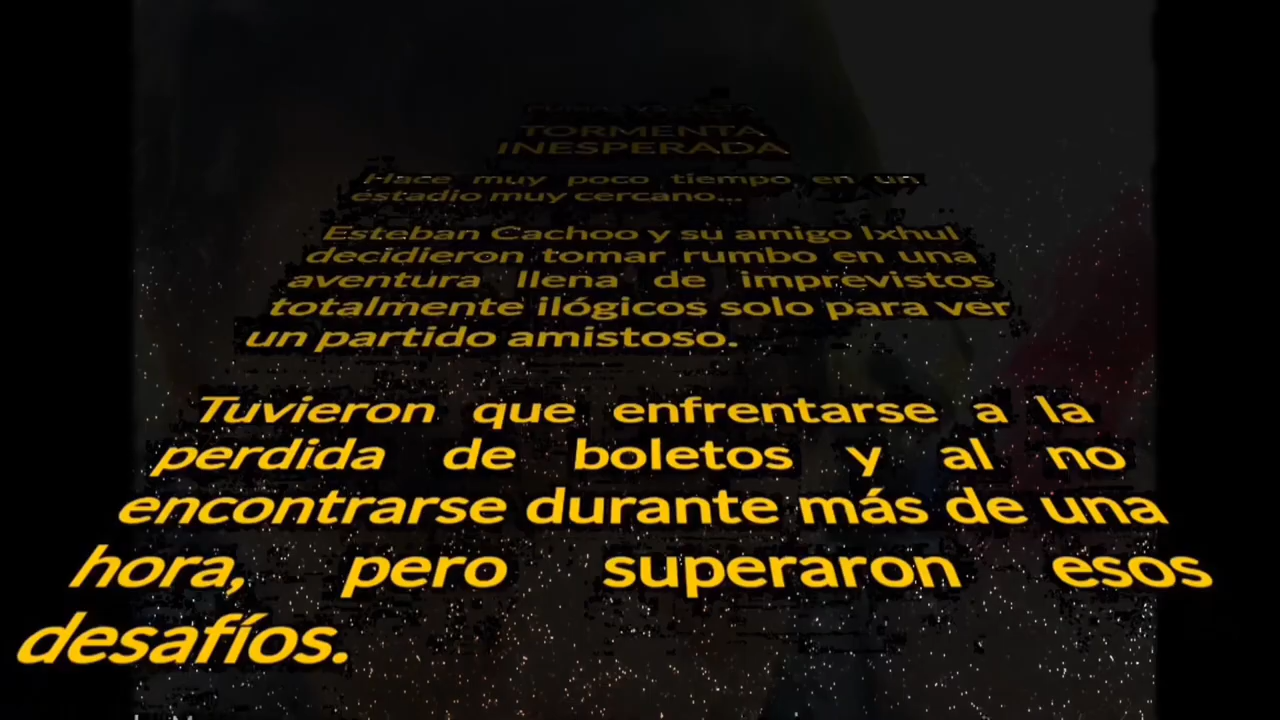 TORMENTA
INESPERADA
Hace muy poco tiempo en un
estadio muy cercano...
Esteban Cachoo y su amigo Ixhul
decidieron tomar rumbo en una
aventura llena de imprevistos
totalmente ilógicos solo para ver
un partido amistoso.
Tuvieron que enfrentarse a la
perdida de boletos y al no
encontrarse durante más de una
hora, pero superaron esos
desafíos.